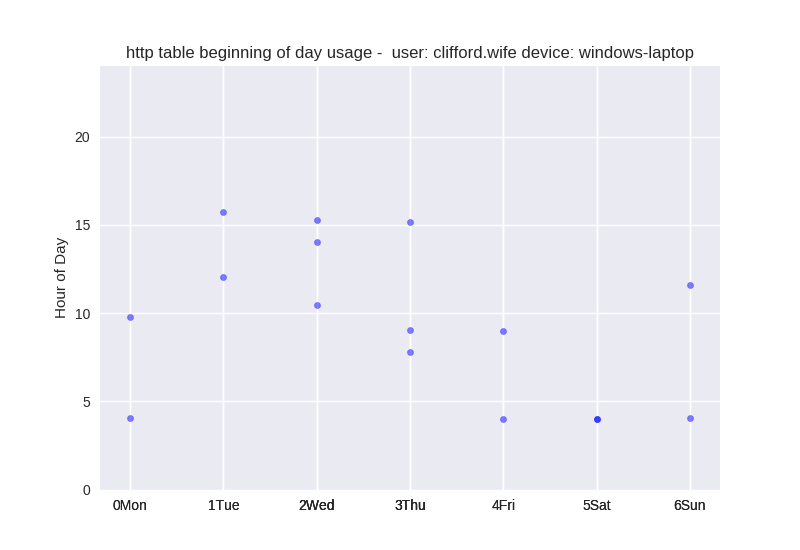 http table beginning of day usage -  user: clifford.wife device: windows-laptop
20
15
10
5
0
Hour of Day
0Mon 1Tue 2Wed 3Thu 4Fri 5Sat 6Sun